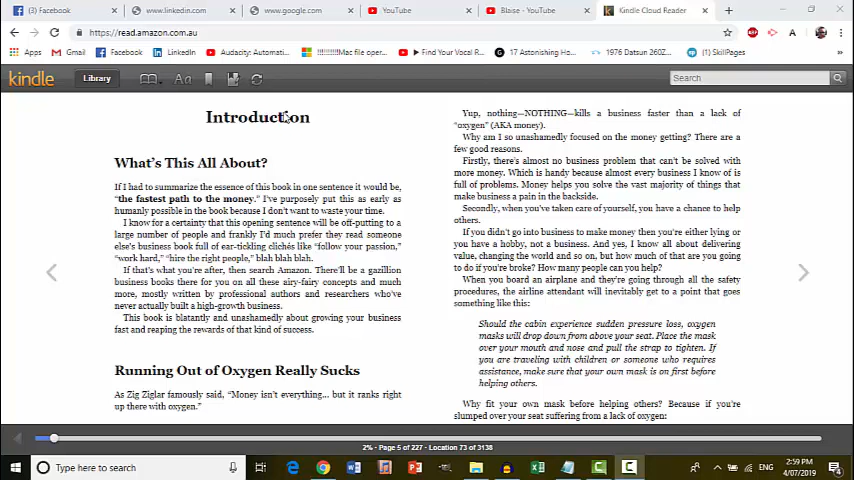 (3) Facebook
www.linkedin.com
www.google.com
YouTube
Blaise - YouTube
Kindle Cloud Reader
https://read.amazon.com.au
Apps
Gmail
Facebook
LinkedIn
Audacity: Automati...
!!!!!!!!!Mac file oper...
► Find Your Vocal R...
17 Astonishing Ho...
1976 Datsun 260Z...
(1) SkillPages
kindle
Library
Aa
Search
Introduction
What's This All About?
If I had to summarize the essence of this book in one sentence it would be,
"the fastest path to the money." I've purposely put this as early as
humanly possible in the book because I don't want to waste your time.
I know for a certainty that this opening sentence will be off-putting to a
large number of people and frankly I'd much prefer they read someone
else's business book full of ear-tickling clichés like "follow your passion,"
"work hard," "hire the right people," blah blah blah.
If that's what you're after, then search Amazon. There'll be a gazillion
business books there for you on all these airy-fairy concepts and much
more, mostly written by professional authors and researchers who've
never actually built a high-growth business.
This book is blatantly and unashamedly about growing your business
fast and reaping the rewards of that kind of success.
Running Out of Oxygen Really Sucks
As Zig Ziglar famously said, "Money isn't everything... but it ranks right
up there with oxygen."
Yup, nothing—NOTHING—kills a business faster than a lack of
"oxygen" (AKA money).
Why am I so unashamedly focused on the money getting? There are a
few good reasons.
Firstly, there's almost no business problem that can't be solved with
more money. Which is handy because almost every business I know of is
full of problems. Money helps you solve the vast majority of things that
make business a pain in the backside.
Secondly, when you've taken care of yourself, you have a chance to help
others.
If you didn't go into business to make money then you're either lying or
you have a hobby, not a business. And yes, I know all about delivering
value, changing the world and so on, but how much of that are you going
to do if you're broke? How many people can you help?
When you board an airplane and they're going through all the safety
procedures, the airline attendant will inevitably get to a point that goes
something like this:
Should the cabin experience sudden pressure loss, oxygen
masks will drop down from above your seat. Place the mask
over your mouth and nose and pull the strap to tighten. If
you are traveling with children or someone who requires
assistance, make sure that your own mask is on first before
helping others.
Why fit your own mask before helping others? Because if you're
slumped over your seat suffering from a lack of oxygen:
2% - Page 5 of 227 - Location 73 of 3138
Type here to search
ENG
2:59 PM
4/07/2019